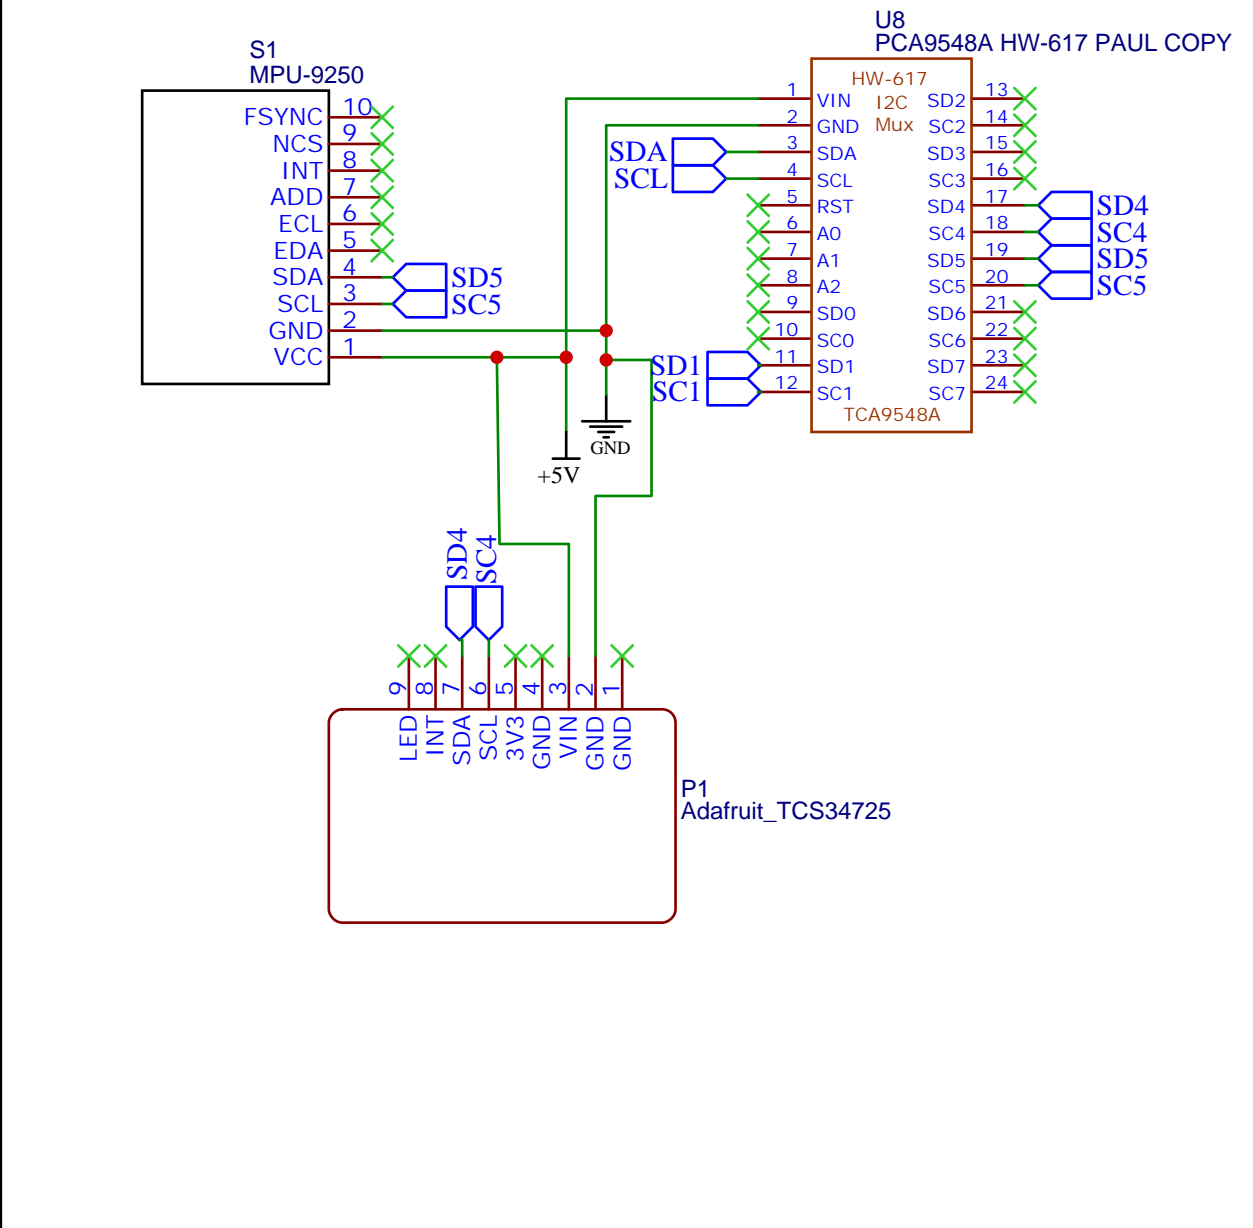 S1
MPU-9250
FSYNC 10
NCS 9
INT 8
ADD 7
ECL 6
EDA 5
SDA 4 SD5
SCL 3 SC5
GND 2
VCC 1
U8
PCA9548A HW-617 PAUL COPY
HW-617
I2C
Mux
1 VIN SD2 13
2 GND SC2 14
SDA 3 SDA SD3 15
SCL 4 SCL SC3 16
5 RST SD4 17 SD4
6 A0 SC4 18 SC4
7 A1 SD5 19 SD5
8 A2 SC5 20 SC5
9 SD0 SD6 21
10 SC0 SC6 22
SD1 11 SD1 SD7 23
SC1 12 SC1 SC7 24
TCA9548A
GND
+5V
SD4
SC4
9 LED
8 INT
7 SDA
6 SCL
5 3V3
4 GND
3 VIN
2 GND
1 GND
P1
Adafruit_TCS34725